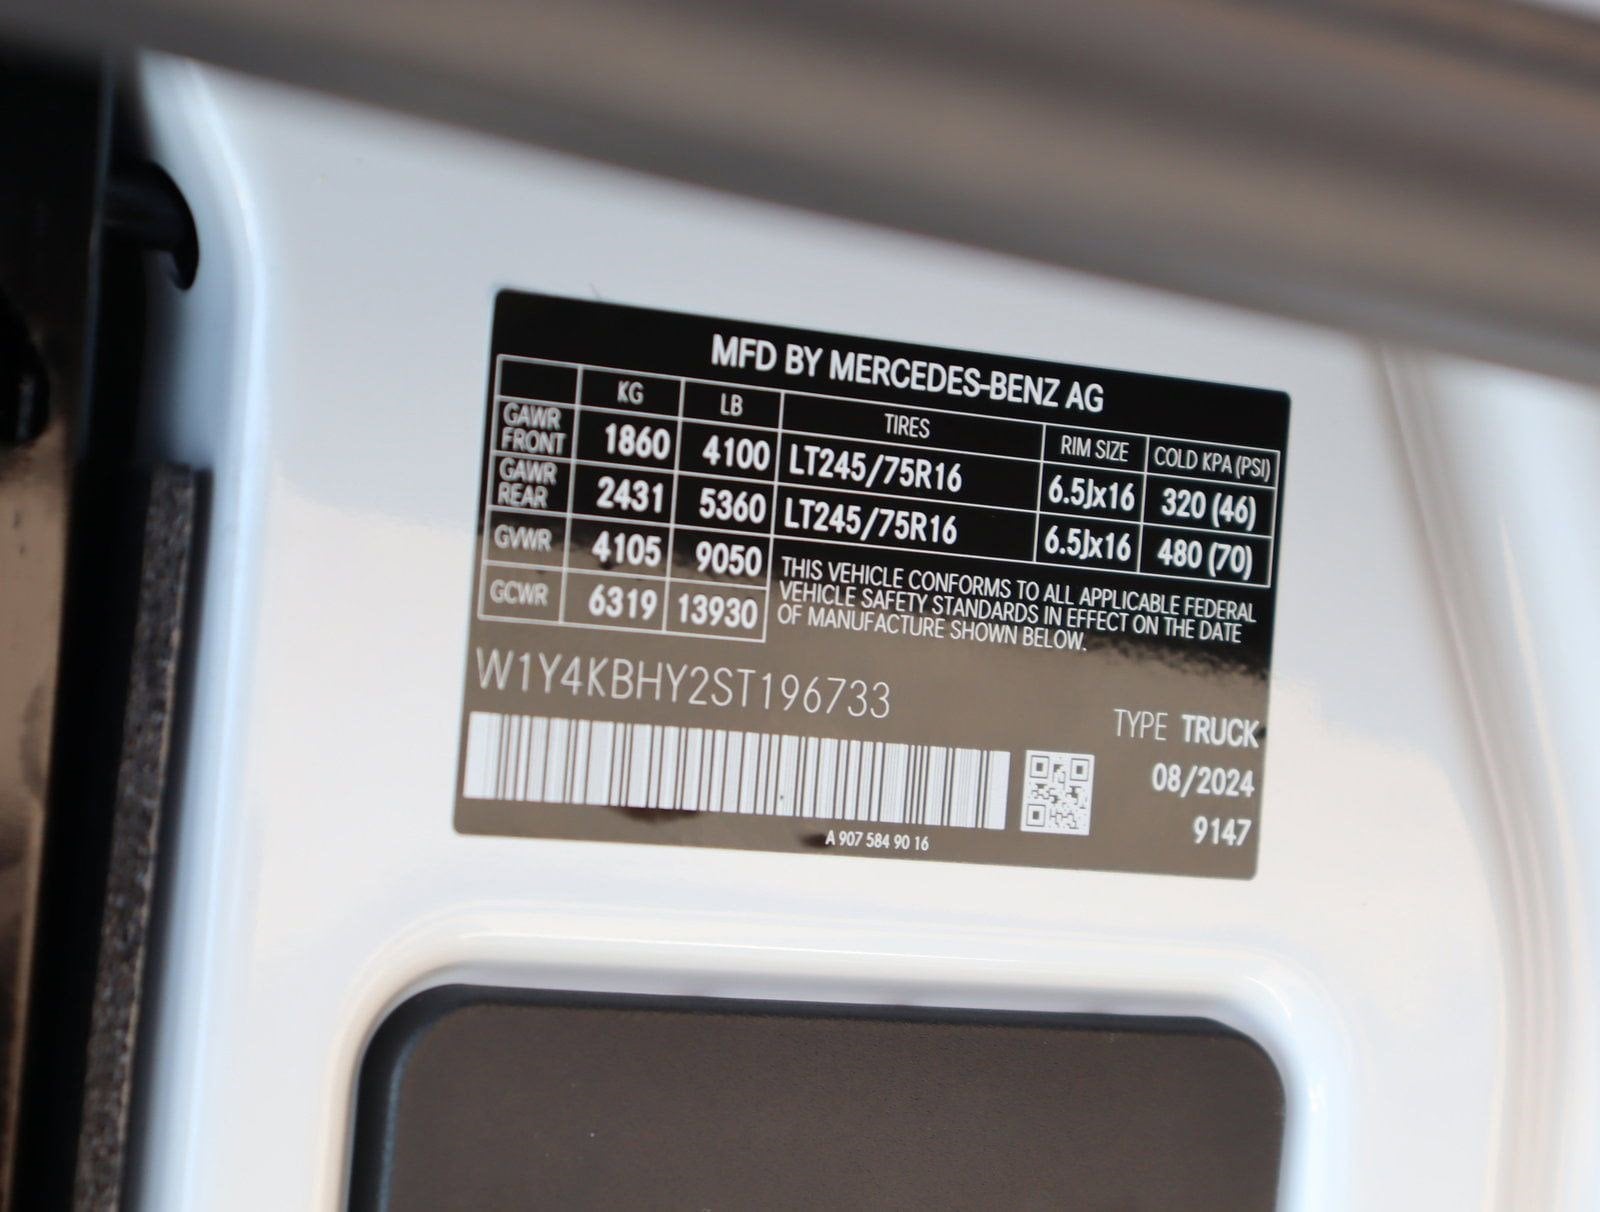 MFD BY MERCEDES-BENZ AG
KG LB TIRES RIM SIZE COLD KPA (PSI)
GAWR FRONT 1860 4100 LT245/75R16 6.5Jx16 320 (46)
GAWR REAR 2431 5360 LT245/75R16 6.5Jx16 480 (70)
GVWR 4105 9050
GCWR 6319 13930
THIS VEHICLE CONFORMS TO ALL APPLICABLE FEDERAL
VEHICLE SAFETY STANDARDS IN EFFECT ON THE DATE
OF MANUFACTURE SHOWN BELOW.
W1Y4KBHY2ST196733
TYPE TRUCK
08/2024
9147
A 907 584 90 16